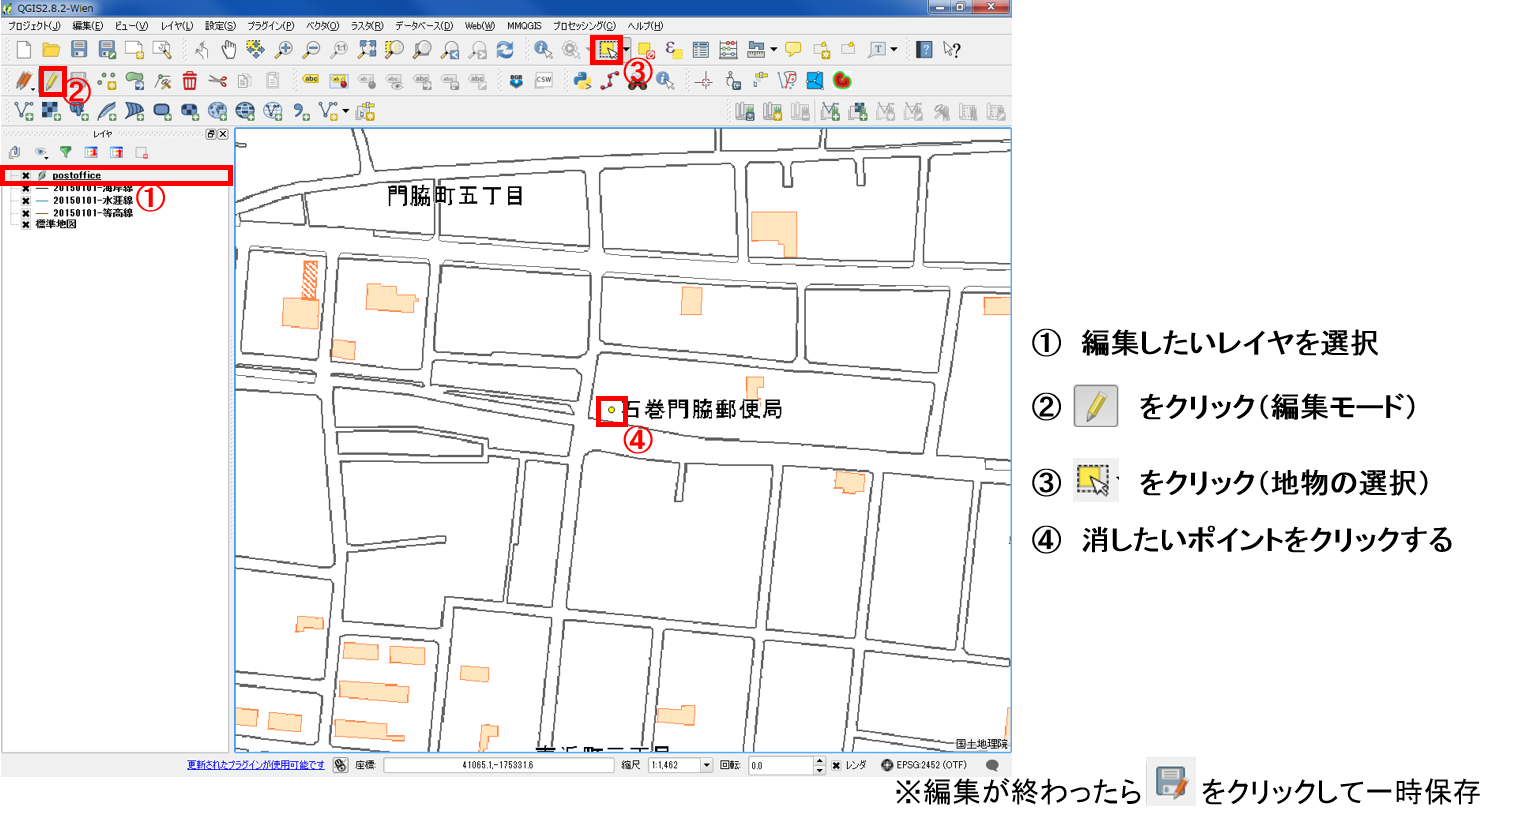 QGIS2.8.2-Wien
プロジェクト(J) 編集(E) ビュー(V) レイヤ(L) 設定(S) プラグイン(P) ベクタ(O) ラスタ(R) データベース(D) Web(W) MMQGIS プロセッシング(C) ヘルプ(H)
③
②
レイヤ
postoffice
20150101-海岸線
①
20150101-水涯線
20150101-等高線
標準地図
門脇町五丁目
石巻門脇郵便局
④
国土地理院
更新されたプラグインが使用可能です 座標: 41065.1,-175331.6 縮尺 1:1,462 回転: 0.0 レンダ EPSG:2452 (OTF)
① 編集したいレイヤを選択
② をクリック(編集モード)
③ をクリック(地物の選択)
④ 消したいポイントをクリックする
※編集が終わったら をクリックして一時保存